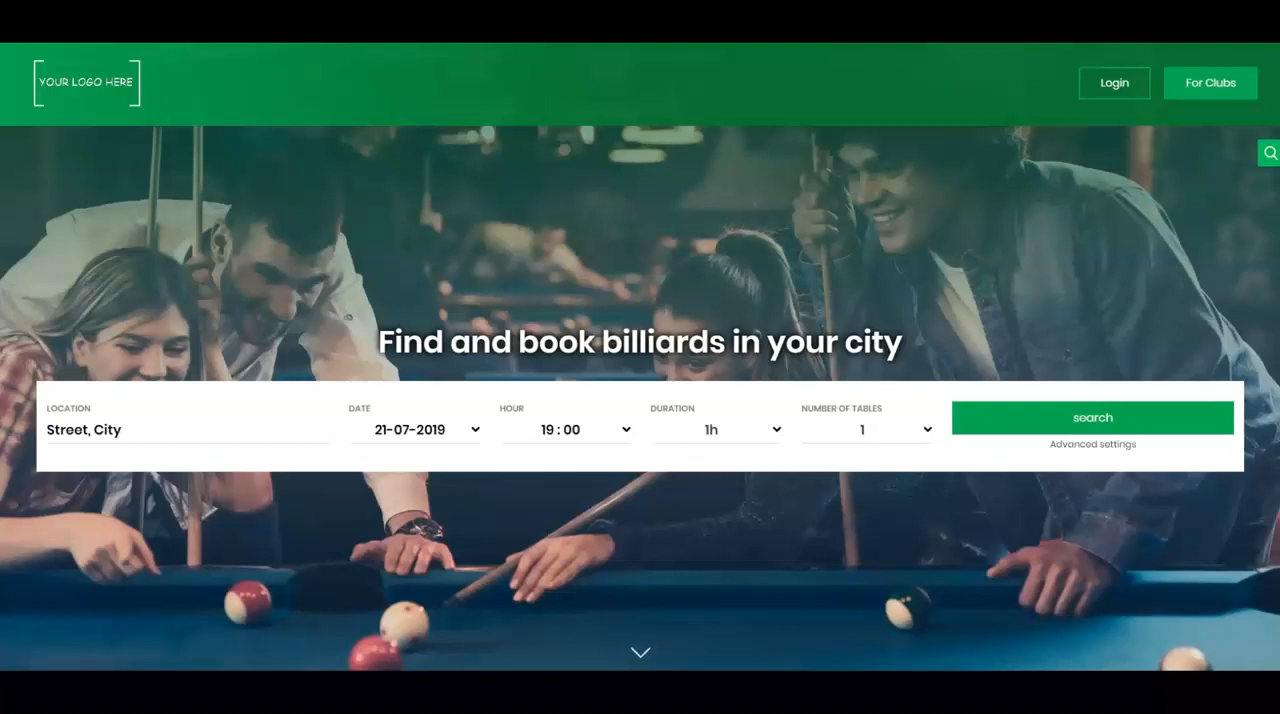 YOUR LOGO HERE
Login
For Clubs
Find and book billiards in your city
LOCATION
DATE
HOUR
DURATION
NUMBER OF TABLES
search
Street, City
21-07-2019
19 : 00
1h
1
Advanced settings